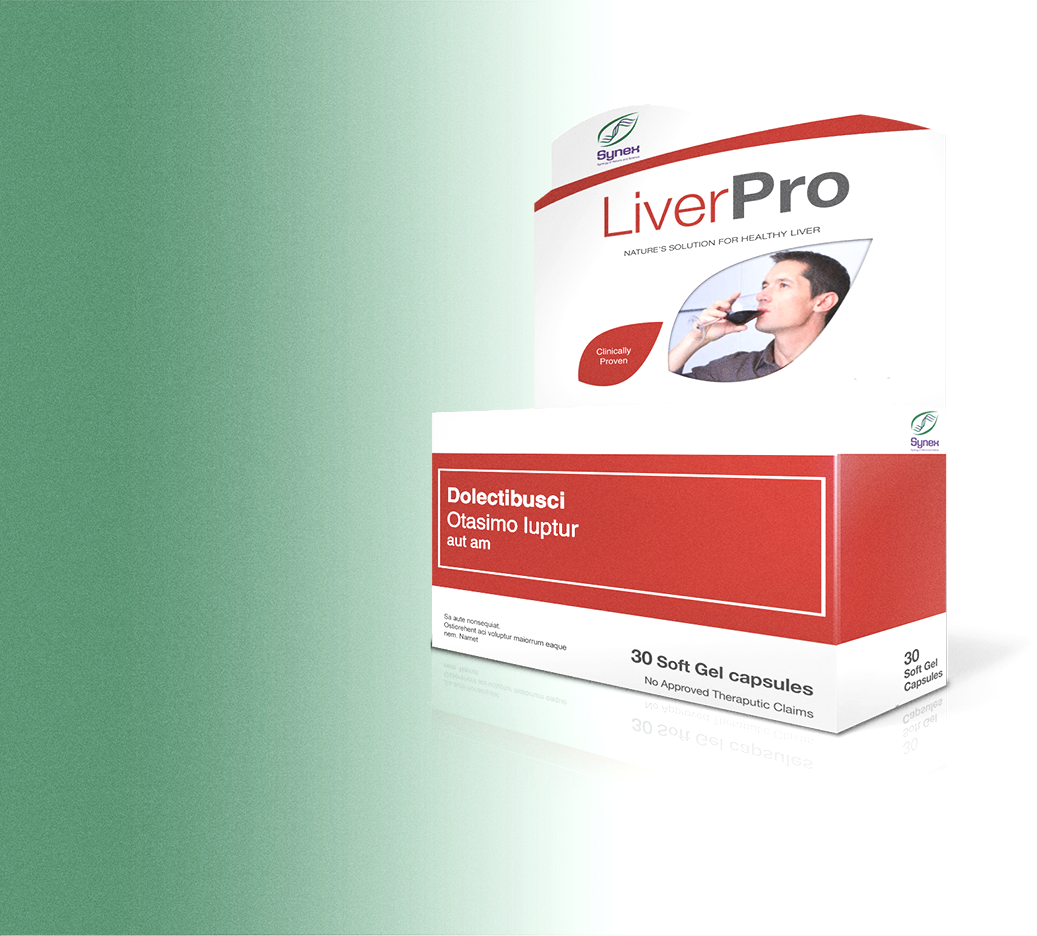 Synex
LiverPro
NATURE'S SOLUTION FOR HEALTHY LIVER
Clinically
Proven
Synex
Dolectibusci
Otasimo luptur
aut am
Sa aute nonsequiat.
Ostiorehent aci voluptur maiorrum eaque
nem. Namet
30 Soft Gel capsules
No Approved Theraputic Claims
30
Soft Gel
Capsules